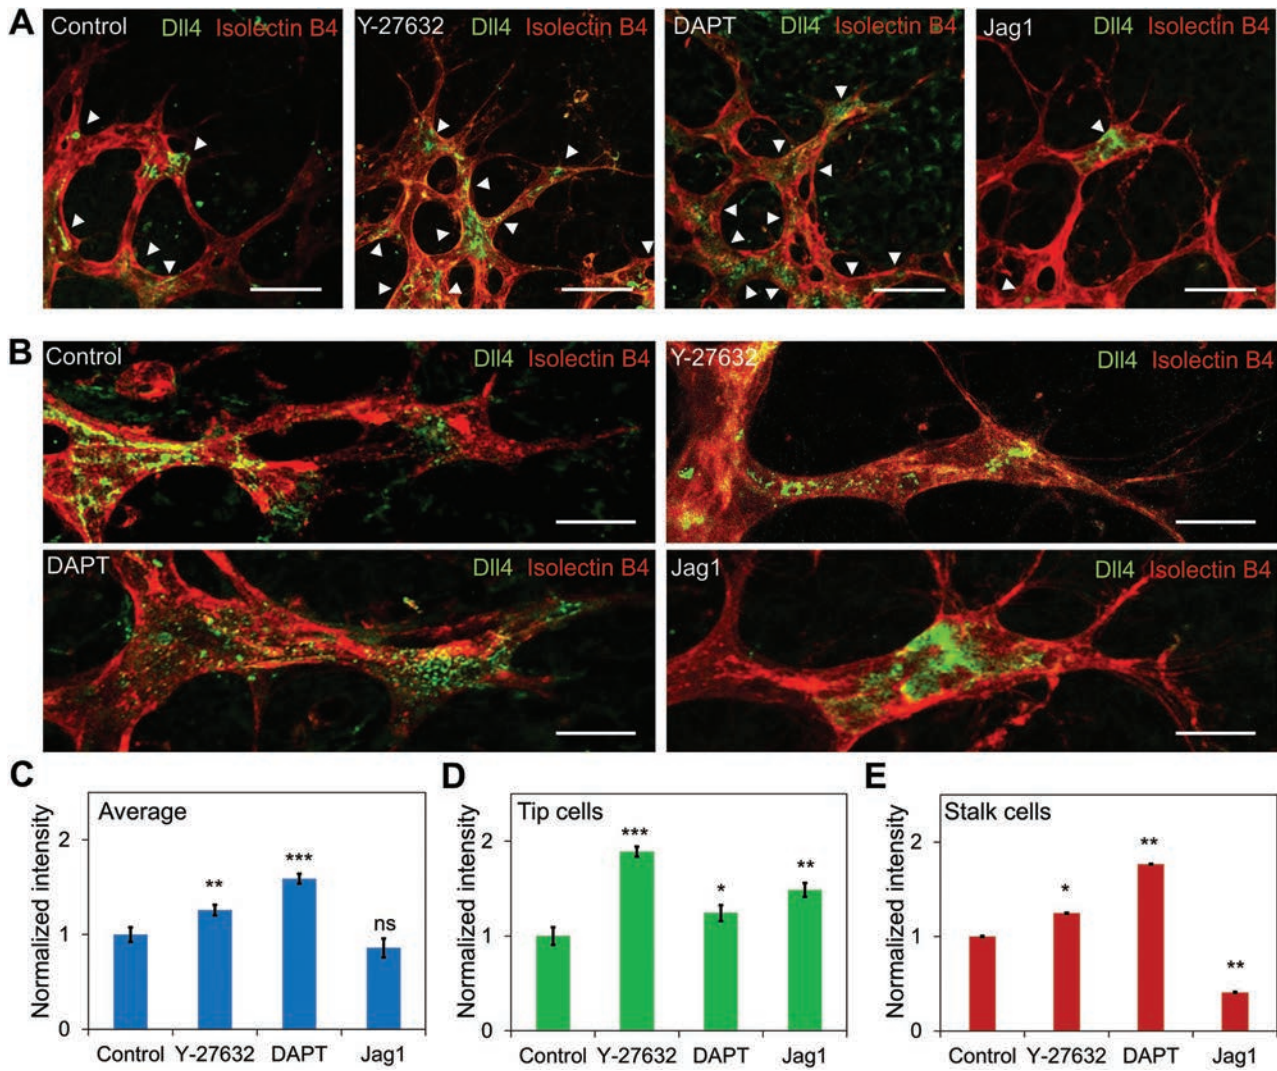 A
Control Dll4 Isolectin B4
Y-27632 Dll4 Isolectin B4
DAPT Dll4 Isolectin B4
Jag1 Dll4 Isolectin B4
B
Control Dll4 Isolectin B4
Y-27632 Dll4 Isolectin B4
DAPT Dll4 Isolectin B4
Jag1 Dll4 Isolectin B4
C
Average
Normalized intensity
2
1
0
**
***
ns
Control Y-27632 DAPT Jag1
D
Tip cells
Normalized intensity
2
1
0
***
*
**
Control Y-27632 DAPT Jag1
E
Stalk cells
Normalized intensity
2
1
0
*
**
**
Control Y-27632 DAPT Jag1